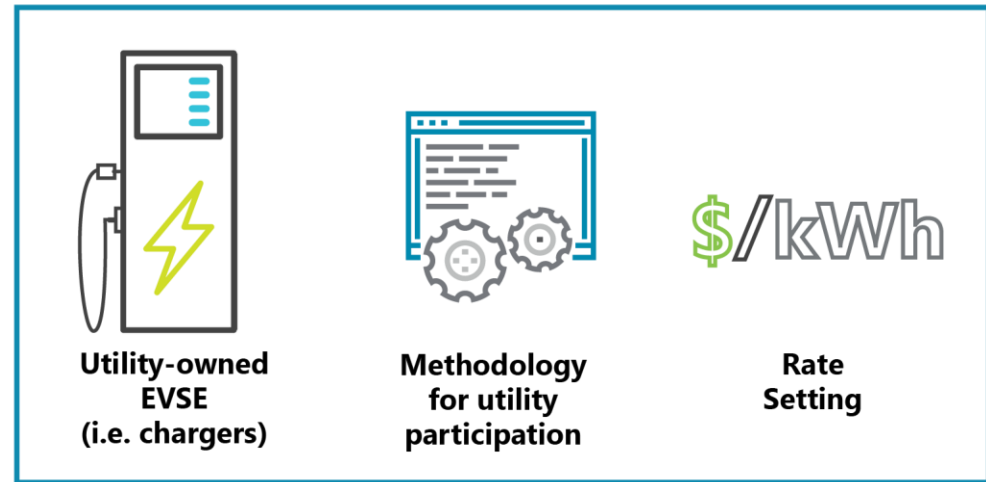 $/kWh
Utility-owned
EVSE
(i.e. chargers)
Methodology
for utility
participation
Rate
Setting